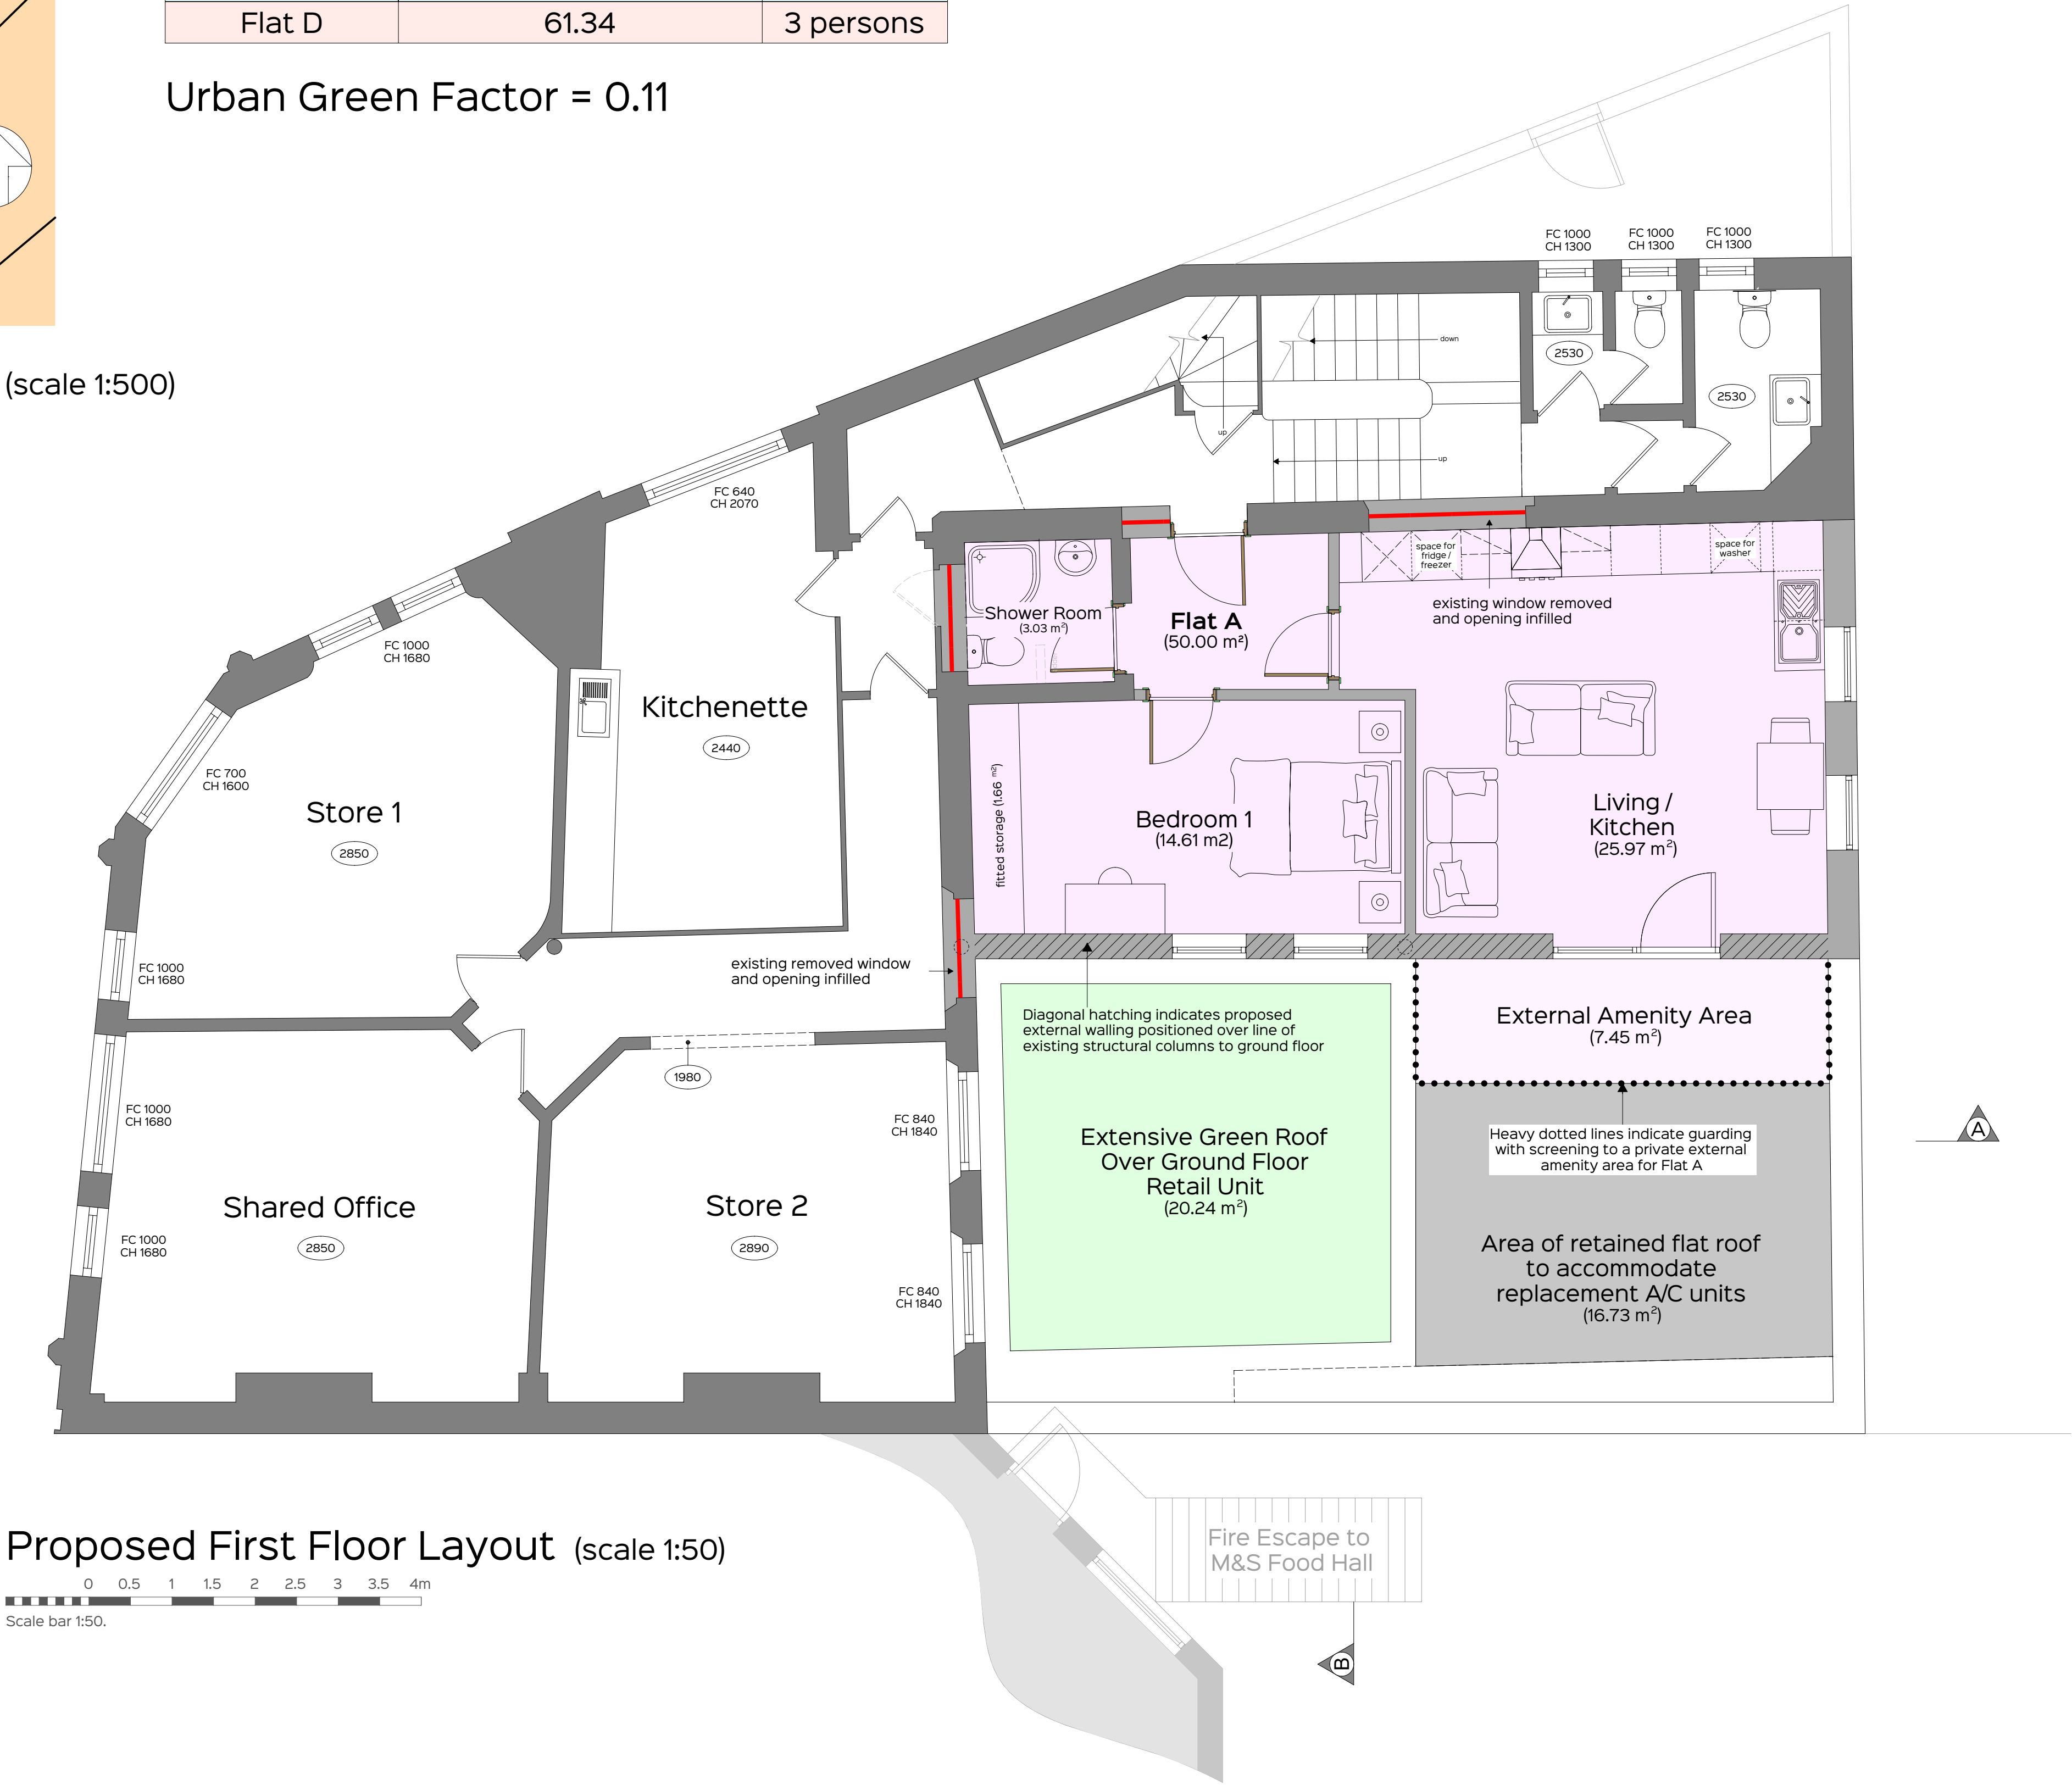 Flat D 61.34 3 persons
Urban Green Factor = 0.11
(scale 1:500)
FC 1000
CH 1300
FC 1000
CH 1300
FC 1000
CH 1300
down
2530
2530
up
up
FC 640
CH 2070
space for
fridge /
freezer
space for
washer
existing window removed
and opening infilled
Shower Room
(3.03 m²)
Flat A
(50.00 m²)
FC 1000
CH 1680
Kitchenette
2440
FC 700
CH 1600
Store 1
2850
fitted storage (1.66 m2)
Bedroom 1
(14.61 m2)
Living /
Kitchen
(25.97 m²)
FC 1000
CH 1680
existing removed window
and opening infilled
Diagonal hatching indicates proposed
external walling positioned over line of
existing structural columns to ground floor
External Amenity Area
(7.45 m²)
1980
FC 1000
CH 1680
FC 840
CH 1840
Extensive Green Roof
Over Ground Floor
Retail Unit
(20.24 m²)
Heavy dotted lines indicate guarding
with screening to a private external
amenity area for Flat A
A
Shared Office
2850
Store 2
2890
FC 1000
CH 1680
FC 840
CH 1840
Area of retained flat roof
to accommodate
replacement A/C units
(16.73 m²)
Proposed First Floor Layout (scale 1:50)
0 0.5 1 1.5 2 2.5 3 3.5 4m
Scale bar 1:50.
Fire Escape to
M&S Food Hall
B